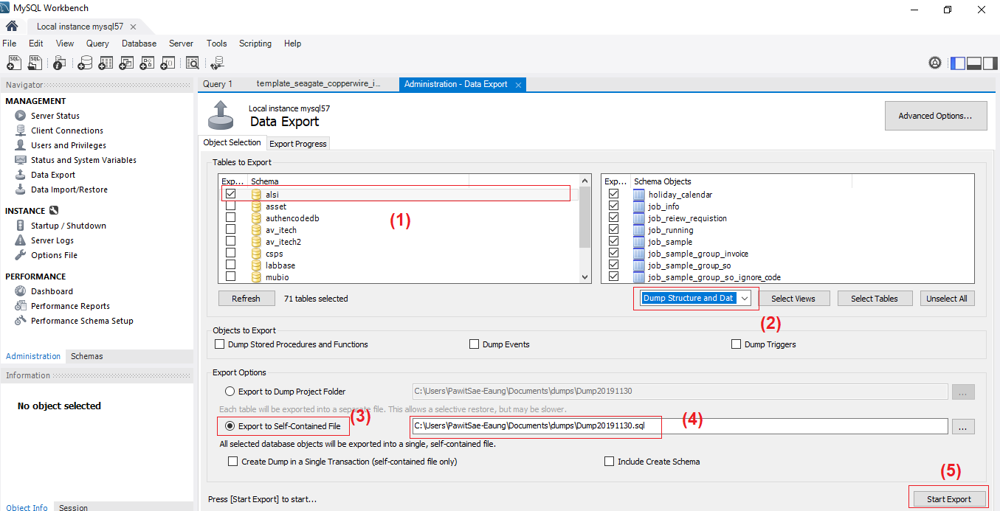 MySQL Workbench
Local instance mysql57
File Edit View Query Database Server Tools Scripting Help
Navigator
MANAGEMENT
Server Status
Client Connections
Users and Privileges
Status and System Variables
Data Export
Data Import/Restore
INSTANCE
Startup / Shutdown
Server Logs
Options File
PERFORMANCE
Dashboard
Performance Reports
Performance Schema Setup
Administration Schemas
Information
No object selected
Object Info Session
Query 1 template_seagate_copperwire_i... Administration - Data Export
Local instance mysql57
Data Export
Advanced Options...
Object Selection Export Progress
Tables to Export
Exp... Schema
alsi
asset
authencodedb
av_itech
av_itech2
csps
labbase
mubio
(1)
Exp... Schema Objects
holiday_calendar
job_info
job_reiew_requistion
job_running
job_sample
job_sample_group_invoice
job_sample_group_so
job_sample_group_so_ignore_code
Refresh 71 tables selected Dump Structure and Dat Select Views Select Tables Unselect All
(2)
Objects to Export
Dump Stored Procedures and Functions Dump Events Dump Triggers
Export Options
Export to Dump Project Folder C:\Users\PawitSae-Eaung\Documents\dumps\Dump20191130 ...
Each table will be exported into a separate file. This allows a selective restore, but may be slower.
Export to Self-Contained File (3) C:\Users\PawitSae-Eaung\Documents\dumps\Dump20191130.sql (4) ...
All selected database objects will be exported into a single, self-contained file.
Create Dump in a Single Transaction (self-contained file only) Include Create Schema
(5)
Press [Start Export] to start... Start Export